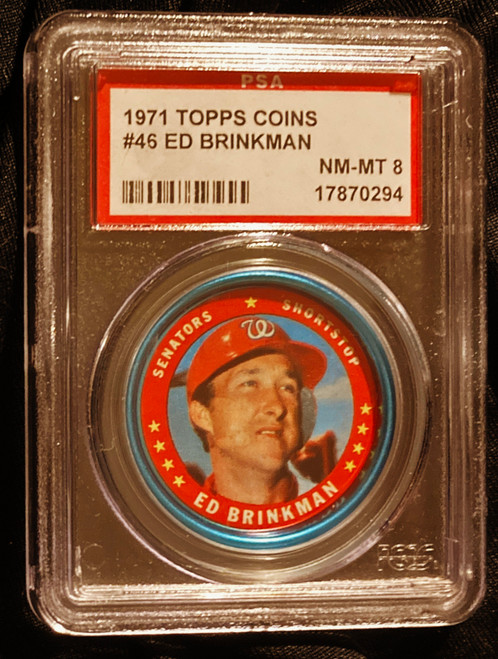 PSA
1971 TOPPS COINS
#46 ED BRINKMAN
NM-MT 8
17870294
W
SENATORS ★ SHORTSTOP
ED BRINKMAN